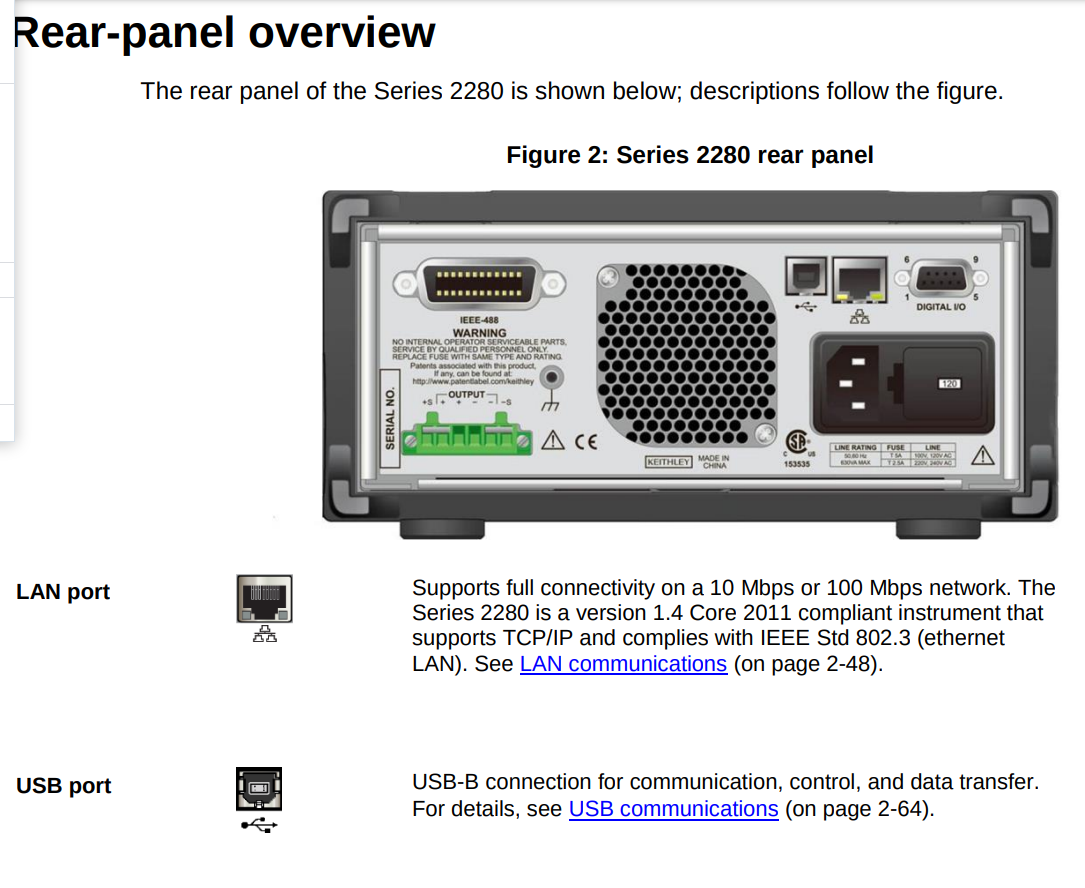 Rear-panel overview
The rear panel of the Series 2280 is shown below; descriptions follow the figure.
Figure 2: Series 2280 rear panel
IEEE-488
WARNING
NO INTERNAL OPERATOR SERVICEABLE PARTS,
SERVICE BY QUALIFIED PERSONNEL ONLY.
REPLACE FUSE WITH SAME TYPE AND RATING.
Patents associated with this product,
If any, can be found at:
http://www.patentlabel.com/keithley
OUTPUT
+S + + - - -S
SERIAL NO.
CE
KEITHLEY
MADE IN
CHINA
6 9
1 5
DIGITAL I/O
120
SA
C US
153535
LINE RATING FUSE LINE
50,60 Hz T 5A 100V, 120V AC
630VA MAX T 2.5A 220V, 240V AC
LAN port
Supports full connectivity on a 10 Mbps or 100 Mbps network. The
Series 2280 is a version 1.4 Core 2011 compliant instrument that
supports TCP/IP and complies with IEEE Std 802.3 (ethernet
LAN). See LAN communications (on page 2-48).
USB port
USB-B connection for communication, control, and data transfer.
For details, see USB communications (on page 2-64).